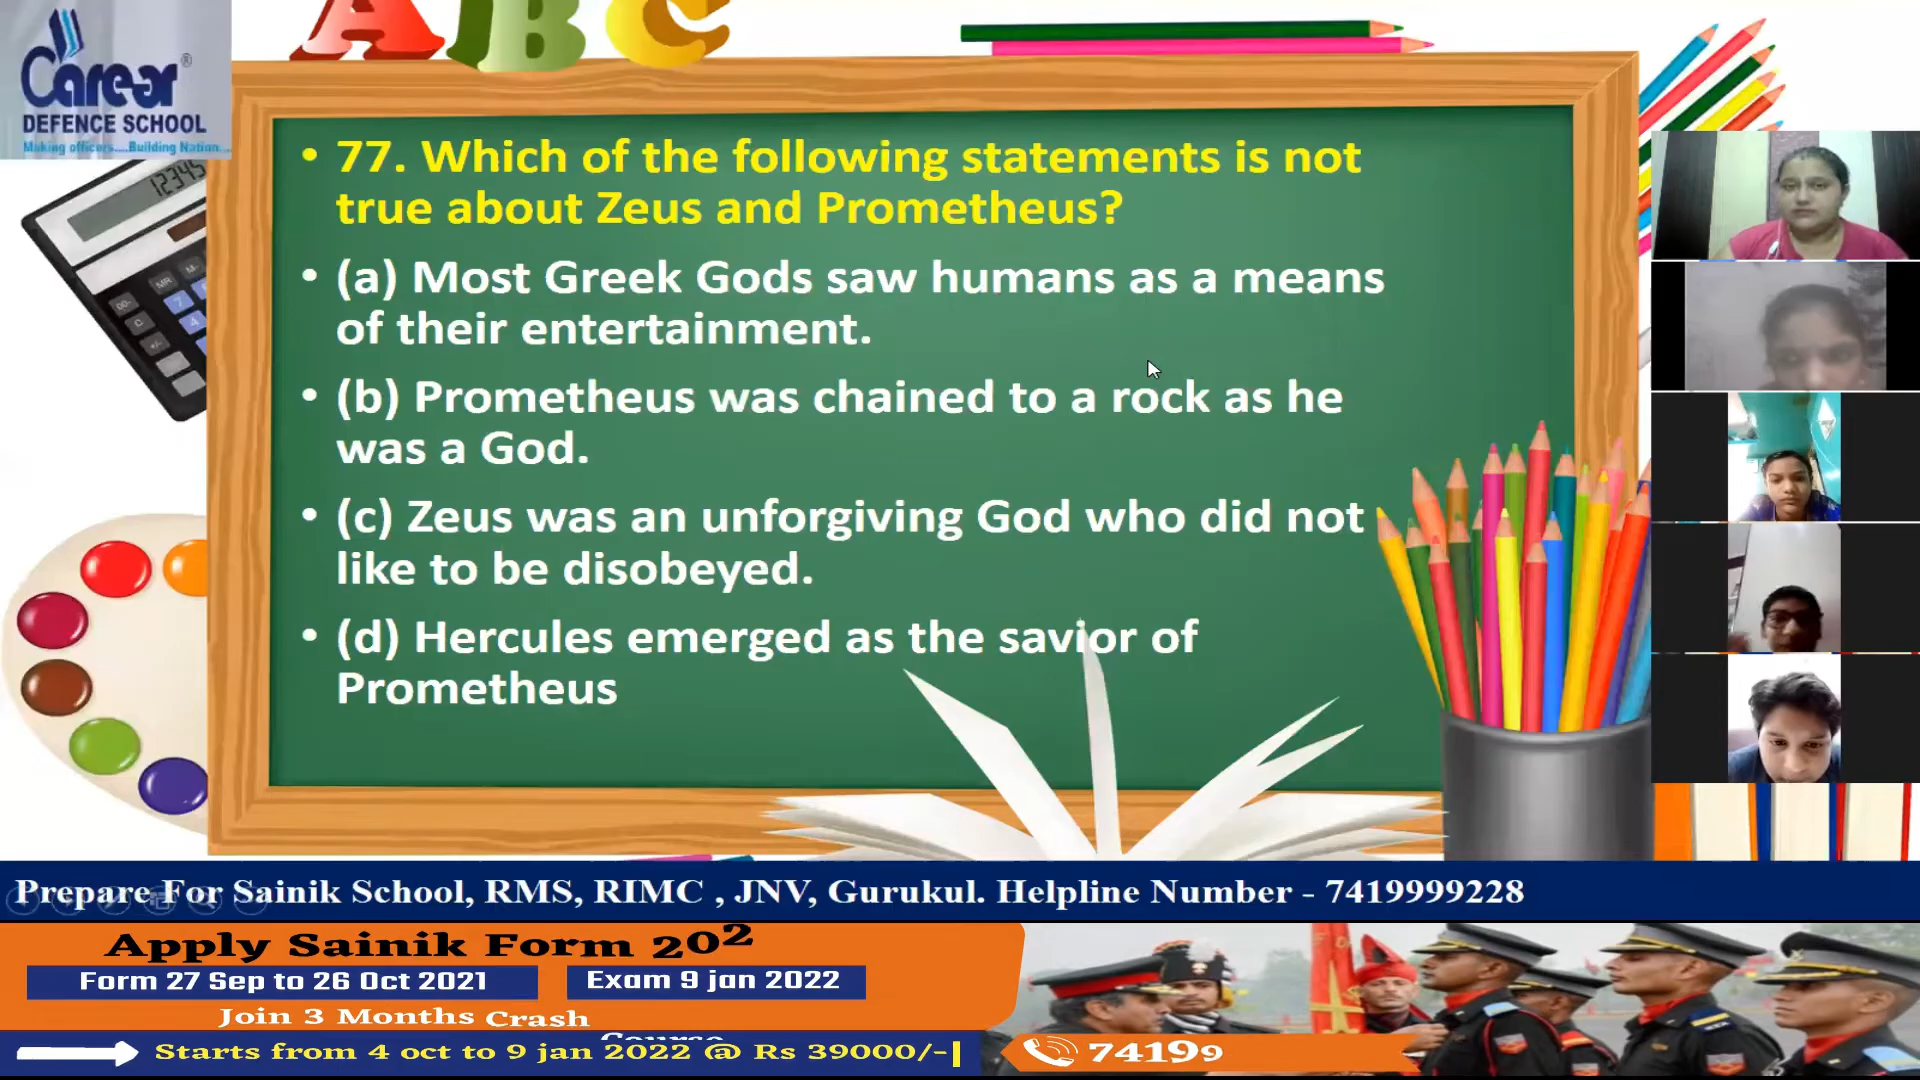 ABC
Career®
DEFENCE SCHOOL
Making officers....Building Nation...
12345
• 77. Which of the following statements is not
true about Zeus and Prometheus?
• (a) Most Greek Gods saw humans as a means
of their entertainment.
• (b) Prometheus was chained to a rock as he
was a God.
• (c) Zeus was an unforgiving God who did not
like to be disobeyed.
• (d) Hercules emerged as the savior of
Prometheus
Prepare For Sainik School, RMS, RIMC , JNV, Gurukul. Helpline Number - 7419999228
Apply Sainik Form 202
Form 27 Sep to 26 Oct 2021
Exam 9 jan 2022
Join 3 Months Crash
Course
Starts from 4 oct to 9 jan 2022 @ Rs 39000/-
74199